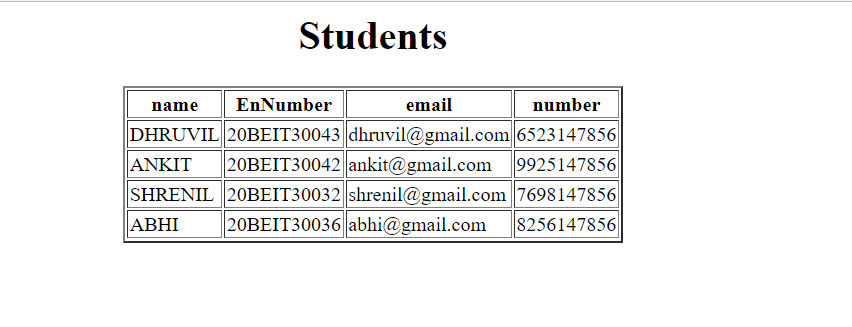 Students
name EnNumber email number
DHRUVIL 20BEIT30043 dhruvil@gmail.com 6523147856
ANKIT 20BEIT30042 ankit@gmail.com 9925147856
SHRENIL 20BEIT30032 shrenil@gmail.com 7698147856
ABHI 20BEIT30036 abhi@gmail.com 8256147856